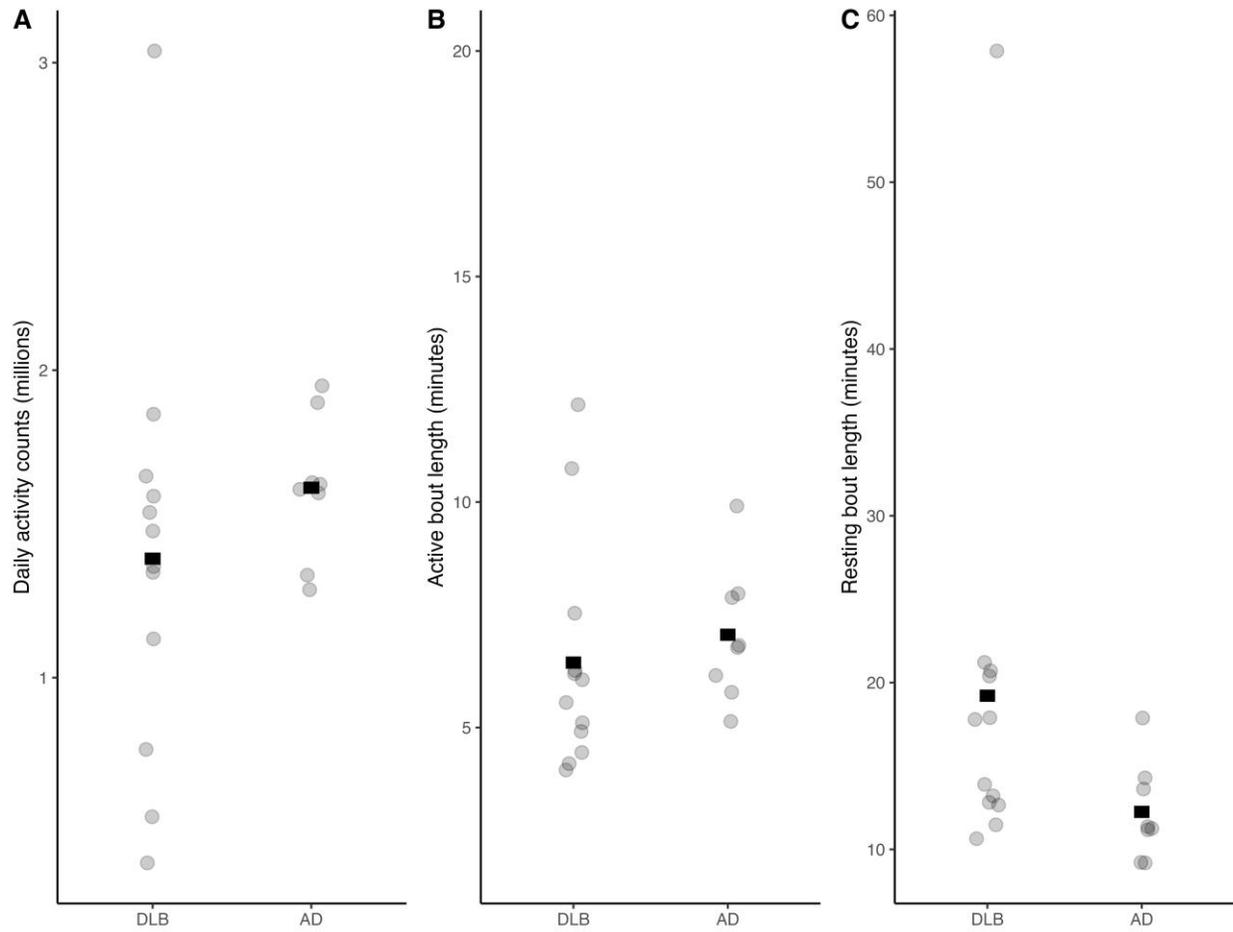 A
Daily activity counts (millions)
3
2
1
DLB AD
B
Active bout length (minutes)
20
15
10
5
DLB AD
C
Resting bout length (minutes)
60
50
40
30
20
10
DLB AD